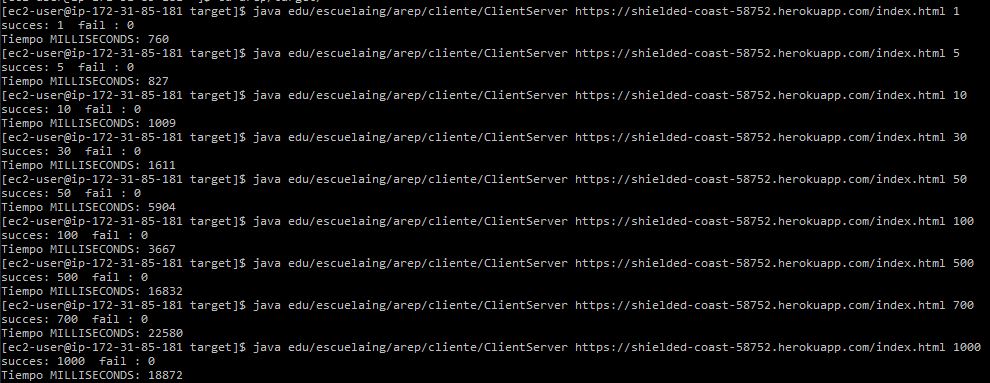 [ec2-user@ip-172-31-85-181 target]$ java edu/escuelaing/arep/cliente/ClientServer https://shielded-coast-58752.herokuapp.com/index.html 1
succes: 1  fail : 0
Tiempo MILLISECONDS: 760
[ec2-user@ip-172-31-85-181 target]$ java edu/escuelaing/arep/cliente/ClientServer https://shielded-coast-58752.herokuapp.com/index.html 5
succes: 5  fail : 0
Tiempo MILLISECONDS: 827
[ec2-user@ip-172-31-85-181 target]$ java edu/escuelaing/arep/cliente/ClientServer https://shielded-coast-58752.herokuapp.com/index.html 10
succes: 10  fail : 0
Tiempo MILLISECONDS: 1009
[ec2-user@ip-172-31-85-181 target]$ java edu/escuelaing/arep/cliente/ClientServer https://shielded-coast-58752.herokuapp.com/index.html 30
succes: 30  fail : 0
Tiempo MILLISECONDS: 1611
[ec2-user@ip-172-31-85-181 target]$ java edu/escuelaing/arep/cliente/ClientServer https://shielded-coast-58752.herokuapp.com/index.html 50
succes: 50  fail : 0
Tiempo MILLISECONDS: 5904
[ec2-user@ip-172-31-85-181 target]$ java edu/escuelaing/arep/cliente/ClientServer https://shielded-coast-58752.herokuapp.com/index.html 100
succes: 100  fail : 0
Tiempo MILLISECONDS: 3667
[ec2-user@ip-172-31-85-181 target]$ java edu/escuelaing/arep/cliente/ClientServer https://shielded-coast-58752.herokuapp.com/index.html 500
succes: 500  fail : 0
Tiempo MILLISECONDS: 16832
[ec2-user@ip-172-31-85-181 target]$ java edu/escuelaing/arep/cliente/ClientServer https://shielded-coast-58752.herokuapp.com/index.html 700
succes: 700  fail : 0
Tiempo MILLISECONDS: 22580
[ec2-user@ip-172-31-85-181 target]$ java edu/escuelaing/arep/cliente/ClientServer https://shielded-coast-58752.herokuapp.com/index.html 1000
succes: 1000  fail : 0
Tiempo MILLISECONDS: 18872